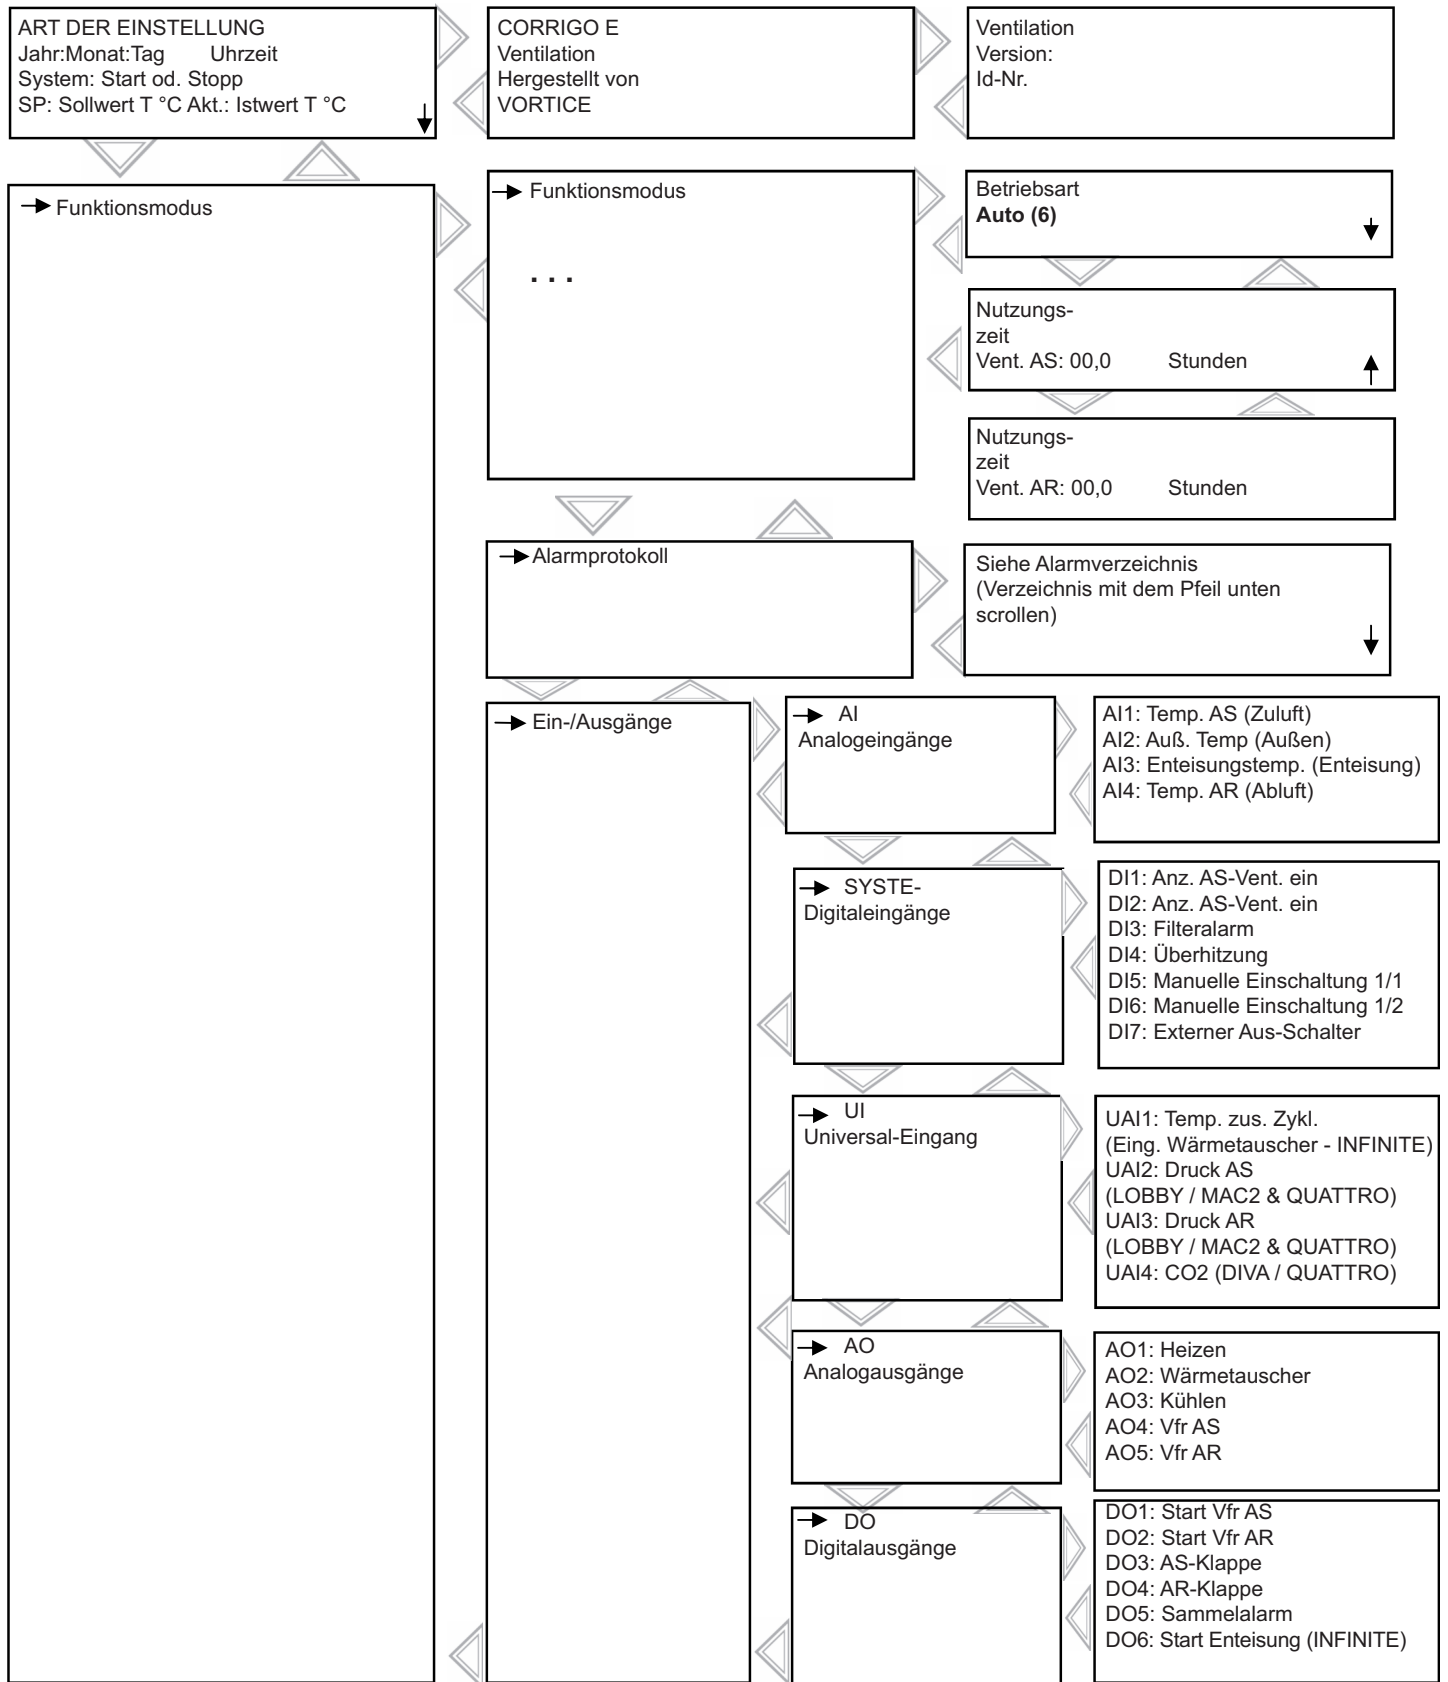 ART DER EINSTELLUNG
Jahr:Monat:Tag Uhrzeit
System: Start od. Stopp
SP: Sollwert T °C Akt.: Istwert T °C
CORRIGO E
Ventilation
Hergestellt von
VORTICE
Ventilation
Version:
Id-Nr.
Funktionsmodus
Funktionsmodus
. . .
Betriebsart
Auto (6)
Nutzungs-
zeit
Vent. AS: 00,0 Stunden
Nutzungs-
zeit
Vent. AR: 00,0 Stunden
Alarmprotokoll
Siehe Alarmverzeichnis
(Verzeichnis mit dem Pfeil unten
scrollen)
Ein-/Ausgänge
AI
Analogeingänge
AI1: Temp. AS (Zuluft)
AI2: Auß. Temp (Außen)
AI3: Enteisungstemp. (Enteisung)
AI4: Temp. AR (Abluft)
SYSTE-
Digitaleingänge
DI1: Anz. AS-Vent. ein
DI2: Anz. AS-Vent. ein
DI3: Filteralarm
DI4: Überhitzung
DI5: Manuelle Einschaltung 1/1
DI6: Manuelle Einschaltung 1/2
DI7: Externer Aus-Schalter
UI
Universal-Eingang
UAI1: Temp. zus. Zykl.
(Eing. Wärmetauscher - INFINITE)
UAI2: Druck AS
(LOBBY / MAC2 & QUATTRO)
UAI3: Druck AR
(LOBBY / MAC2 & QUATTRO)
UAI4: CO2 (DIVA / QUATTRO)
AO
Analogausgänge
AO1: Heizen
AO2: Wärmetauscher
AO3: Kühlen
AO4: Vfr AS
AO5: Vfr AR
DO
Digitalausgänge
DO1: Start Vfr AS
DO2: Start Vfr AR
DO3: AS-Klappe
DO4: AR-Klappe
DO5: Sammelalarm
DO6: Start Enteisung (INFINITE)